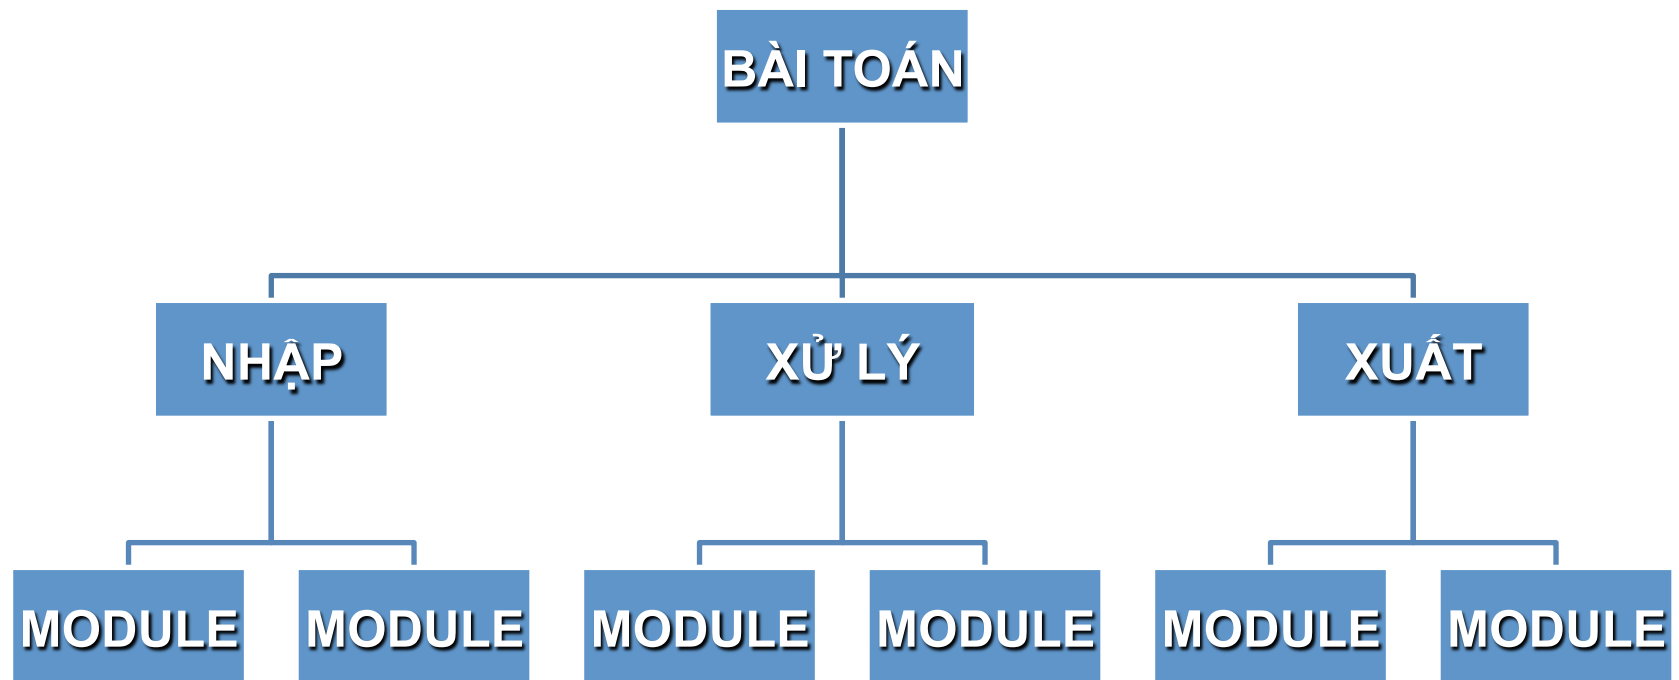 BÀI TOÁN
NHẬP
XỬ LÝ
XUẤT
MODULE
MODULE
MODULE
MODULE
MODULE
MODULE